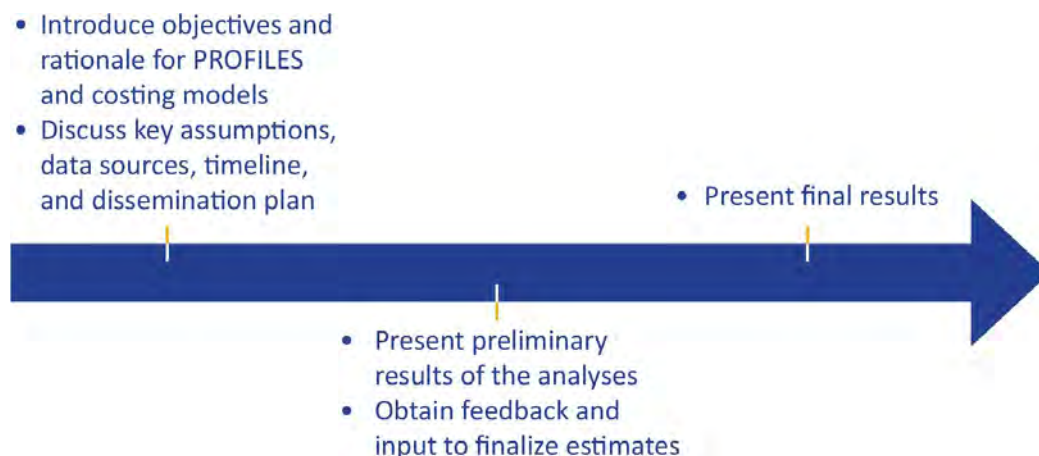 • Introduce objectives and
rationale for PROFILES
and costing models
• Discuss key assumptions,
data sources, timeline,
and dissemination plan
• Present preliminary
results of the analyses
• Obtain feedback and
input to finalize estimates
• Present final results